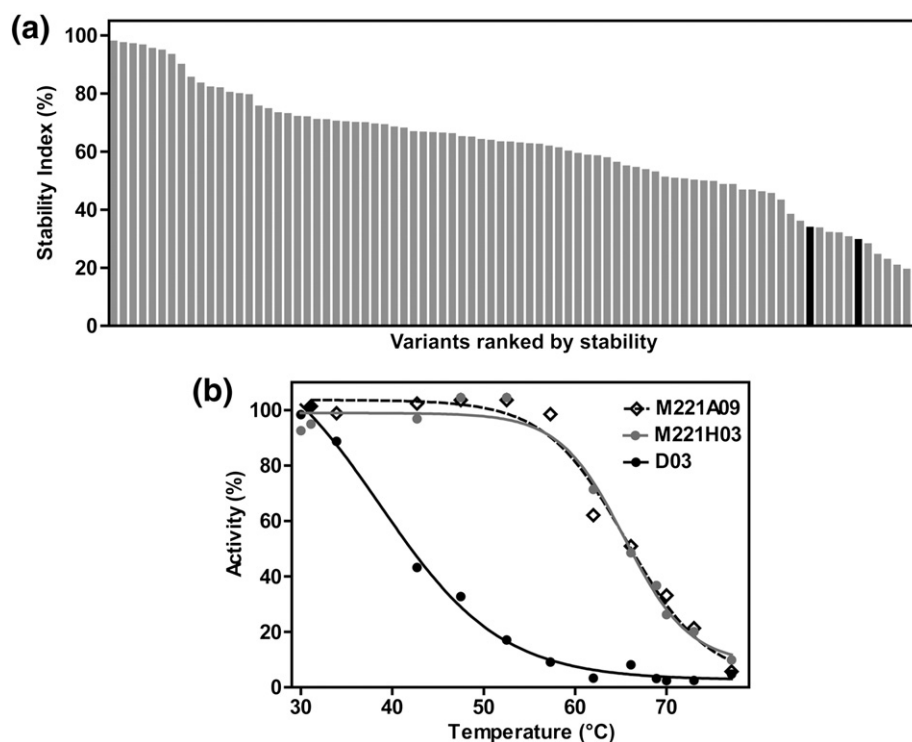 (a)
100
80
60
40
20
0
Stability Index (%)
Variants ranked by stability
(b)
100
80
60
40
20
0
Activity (%)
M221A09
M221H03
D03
30 40 50 60 70
Temperature (°C)